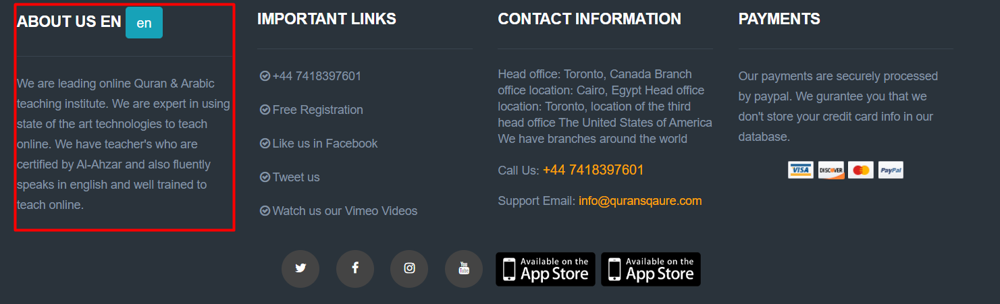 ABOUT US EN en
We are leading online Quran & Arabic
teaching institute. We are expert in using
state of the art technologies to teach
online. We have teacher's who are
certified by Al-Ahzar and also fluently
speaks in english and well trained to
teach online.
IMPORTANT LINKS
+44 7418397601
Free Registration
Like us in Facebook
Tweet us
Watch us our Vimeo Videos
CONTACT INFORMATION
Head office: Toronto, Canada Branch
office location: Cairo, Egypt Head office
location: Toronto, location of the third
head office The United States of America
We have branches around the world
Call Us: +44 7418397601
Support Email: info@quransqaure.com
PAYMENTS
Our payments are securely processed
by paypal. We gurantee you that we
don't store your credit card info in our
database.
VISA DISCOVER PayPal
You
Tube
Available on the
App Store
Available on the
App Store